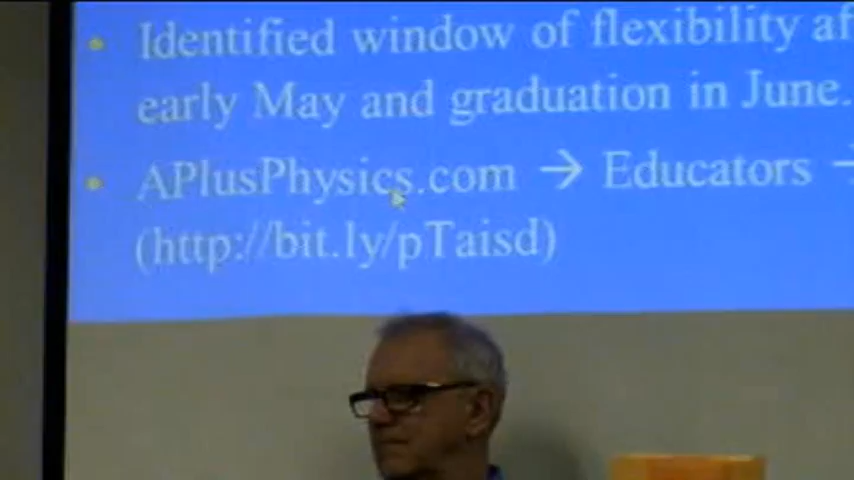 Identified window of flexibility af
early May and graduation in June.
APlusPhysics.com → Educators →
(http://bit.ly/pTaisd)